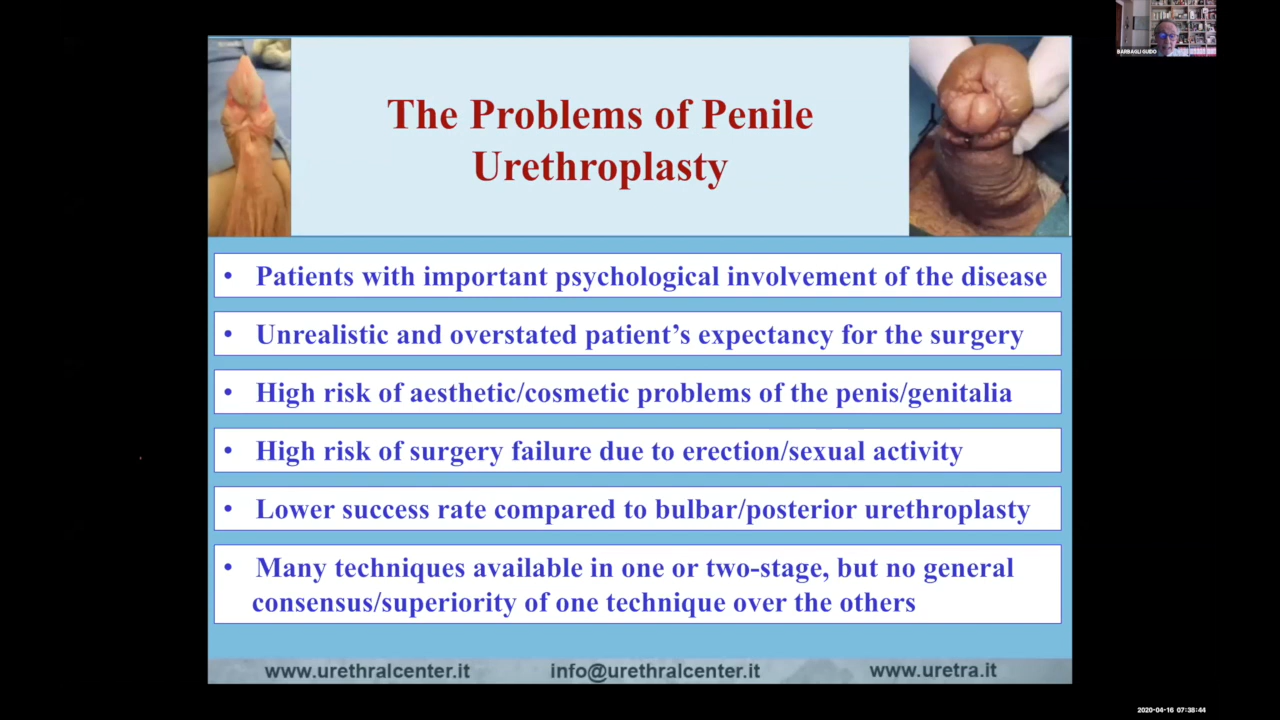 BARBAGLI GUIDO
The Problems of Penile
Urethroplasty
• Patients with important psychological involvement of the disease
• Unrealistic and overstated patient’s expectancy for the surgery
• High risk of aesthetic/cosmetic problems of the penis/genitalia
• High risk of surgery failure due to erection/sexual activity
• Lower success rate compared to bulbar/posterior urethroplasty
• Many techniques available in one or two-stage, but no general
consensus/superiority of one technique over the others
www.urethralcenter.it info@urethralcenter.it www.uretra.it
2020-04-16 07:38:44